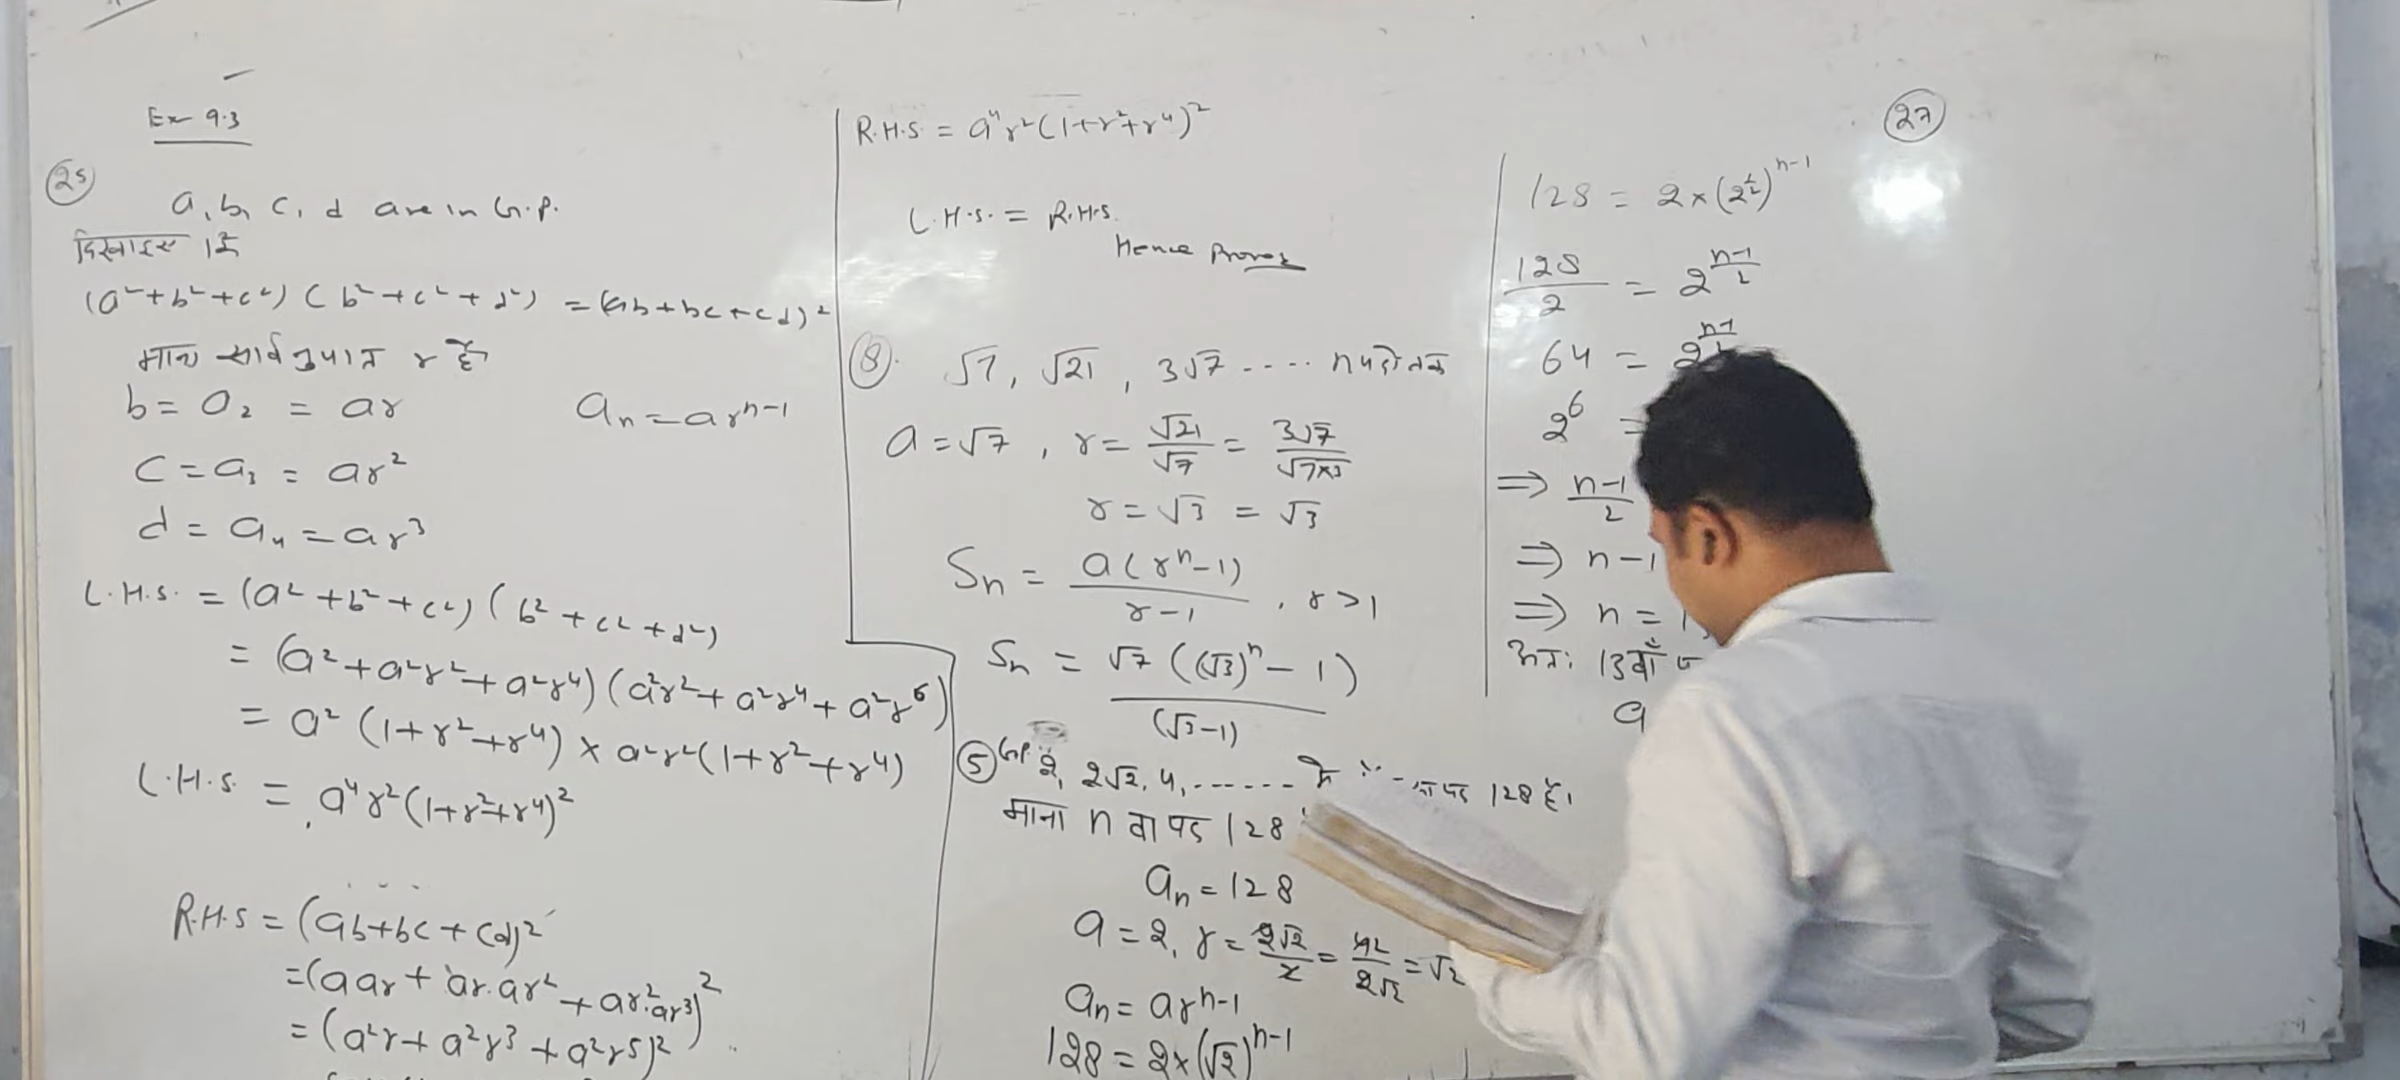 Ex 9.3
(25)
a, b, c, d are in G.P.
दिखाइए कि
(a²+b²+c²) (b²+c²+d²) = (ab+bc+cd)²
माना सार्वनुपात r है
b = a₂ = ar
aₙ = arⁿ⁻¹
c = a₃ = ar²
d = a₄ = ar³
L.H.S. = (a²+b²+c²) (b²+c²+d²)
= (a²+a²r²+a²r⁴) (a²r²+a²r⁴+a²r⁶)
= a² (1+r²+r⁴) × a²r²(1+r²+r⁴)
L.H.S. = a⁴r²(1+r²+r⁴)²
R.H.S = (ab+bc+cd)²
= (aar + ar.ar² + ar².ar³)²
= (a²r + a²r³ + a²r⁵)²
R.H.S. = a⁴r²(1+r²+r⁴)²
L.H.S. = R.H.S.
Hence Proved
(8). √7, √21, 3√7 .... n पदों तक
a = √7, r = √21/√7 = 3√7/√7×3
r = √3 = √3
Sₙ = a(rⁿ-1)/r-1, r>1
Sₙ = √7((√3)ⁿ-1)/(√3-1)
(5) G.P. 2, 2√2, 4, ...... पद 128 है।
माना n वा पद 128
aₙ = 128
a = 2, r = 2√2/2 = 4/2√2 = √2
aₙ = arⁿ⁻¹
128 = 2×(√2)ⁿ⁻¹
(27)
128 = 2×(2^½)ⁿ⁻¹
128/2 = 2^(n-1/2)
64 = 2
2⁶ =
⇒ n-1/2
⇒ n-1
⇒ n = 1
अतः 13वाँ
a